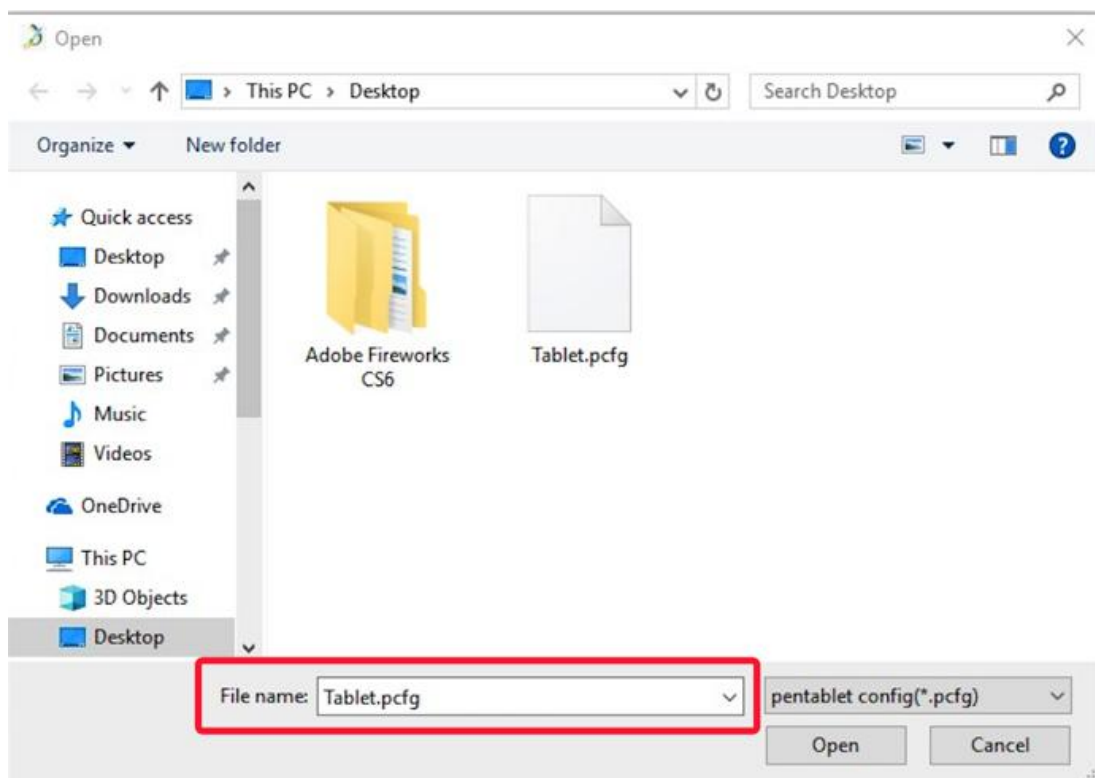 Open
This PC > Desktop
Search Desktop
Organize
New folder
?
Quick access
Desktop
Downloads
Documents
Pictures
Music
Videos
OneDrive
This PC
3D Objects
Desktop
Adobe Fireworks
CS6
Tablet.pcfg
File name: Tablet.pcfg
pentablet config(*.pcfg)
Open
Cancel